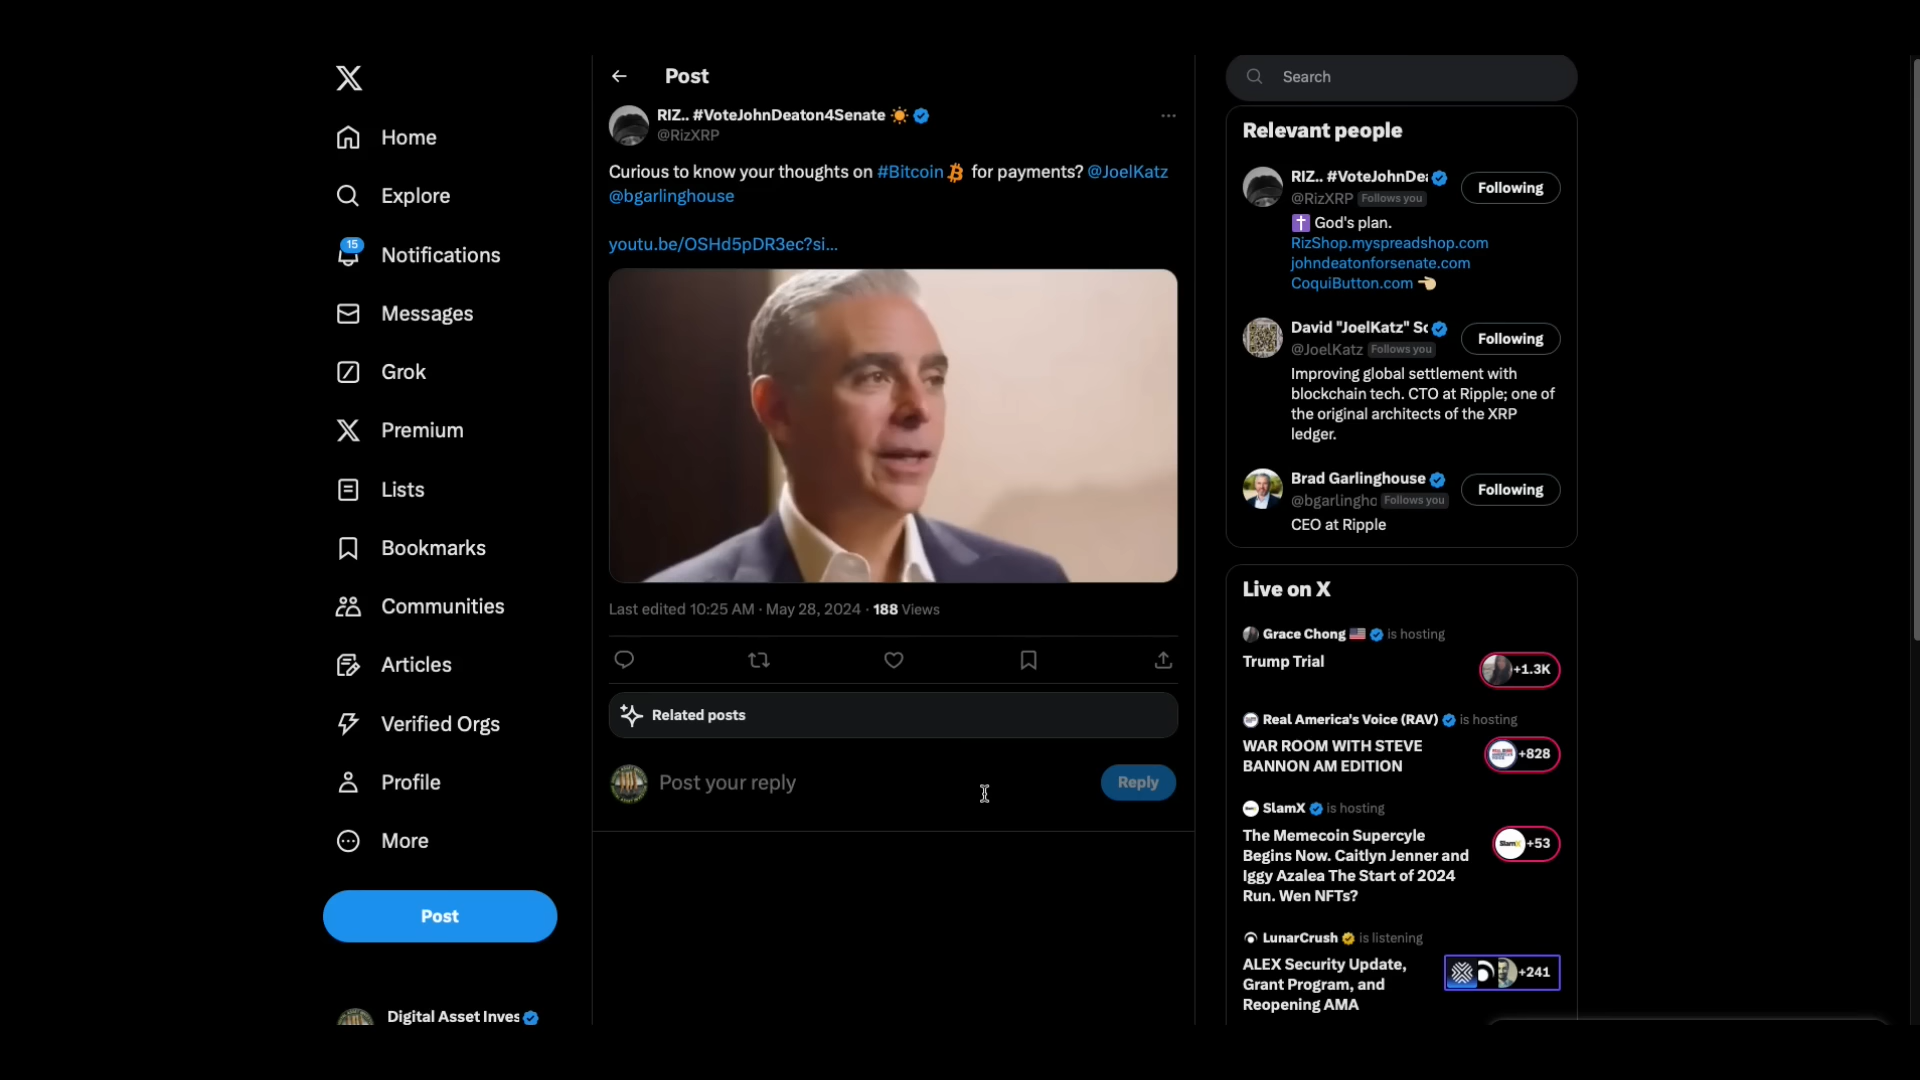 Home
Explore
15
Notifications
Messages
Grok
Premium
Lists
Bookmarks
Communities
Articles
Verified Orgs
Profile
More
Post
Digital Asset Inves
Post
RIZ.. #VoteJohnDeaton4Senate
@RizXRP
Curious to know your thoughts on #Bitcoin for payments? @JoelKatz
@bgarlinghouse
youtu.be/OSHd5pDR3ec?si...
Last edited 10:25 AM · May 28, 2024 · 188 Views
Related posts
Post your reply
Reply
Search
Relevant people
RIZ.. #VoteJohnDea
@RizXRP Follows you
Following
God's plan.
RizShop.myspreadshop.com
johndeatonforsenate.com
CoquiButton.com
David "JoelKatz" Sc
@JoelKatz Follows you
Following
Improving global settlement with
blockchain tech. CTO at Ripple; one of
the original architects of the XRP
ledger.
Brad Garlinghouse
@bgarlingho Follows you
Following
CEO at Ripple
Live on X
Grace Chong is hosting
Trump Trial
+1.3K
Real America's Voice (RAV) is hosting
WAR ROOM WITH STEVE
BANNON AM EDITION
+828
SlamX is hosting
The Memecoin Supercyle
Begins Now. Caitlyn Jenner and
Iggy Azalea The Start of 2024
Run. Wen NFTs?
+53
LunarCrush is listening
ALEX Security Update,
Grant Program, and
Reopening AMA
+241